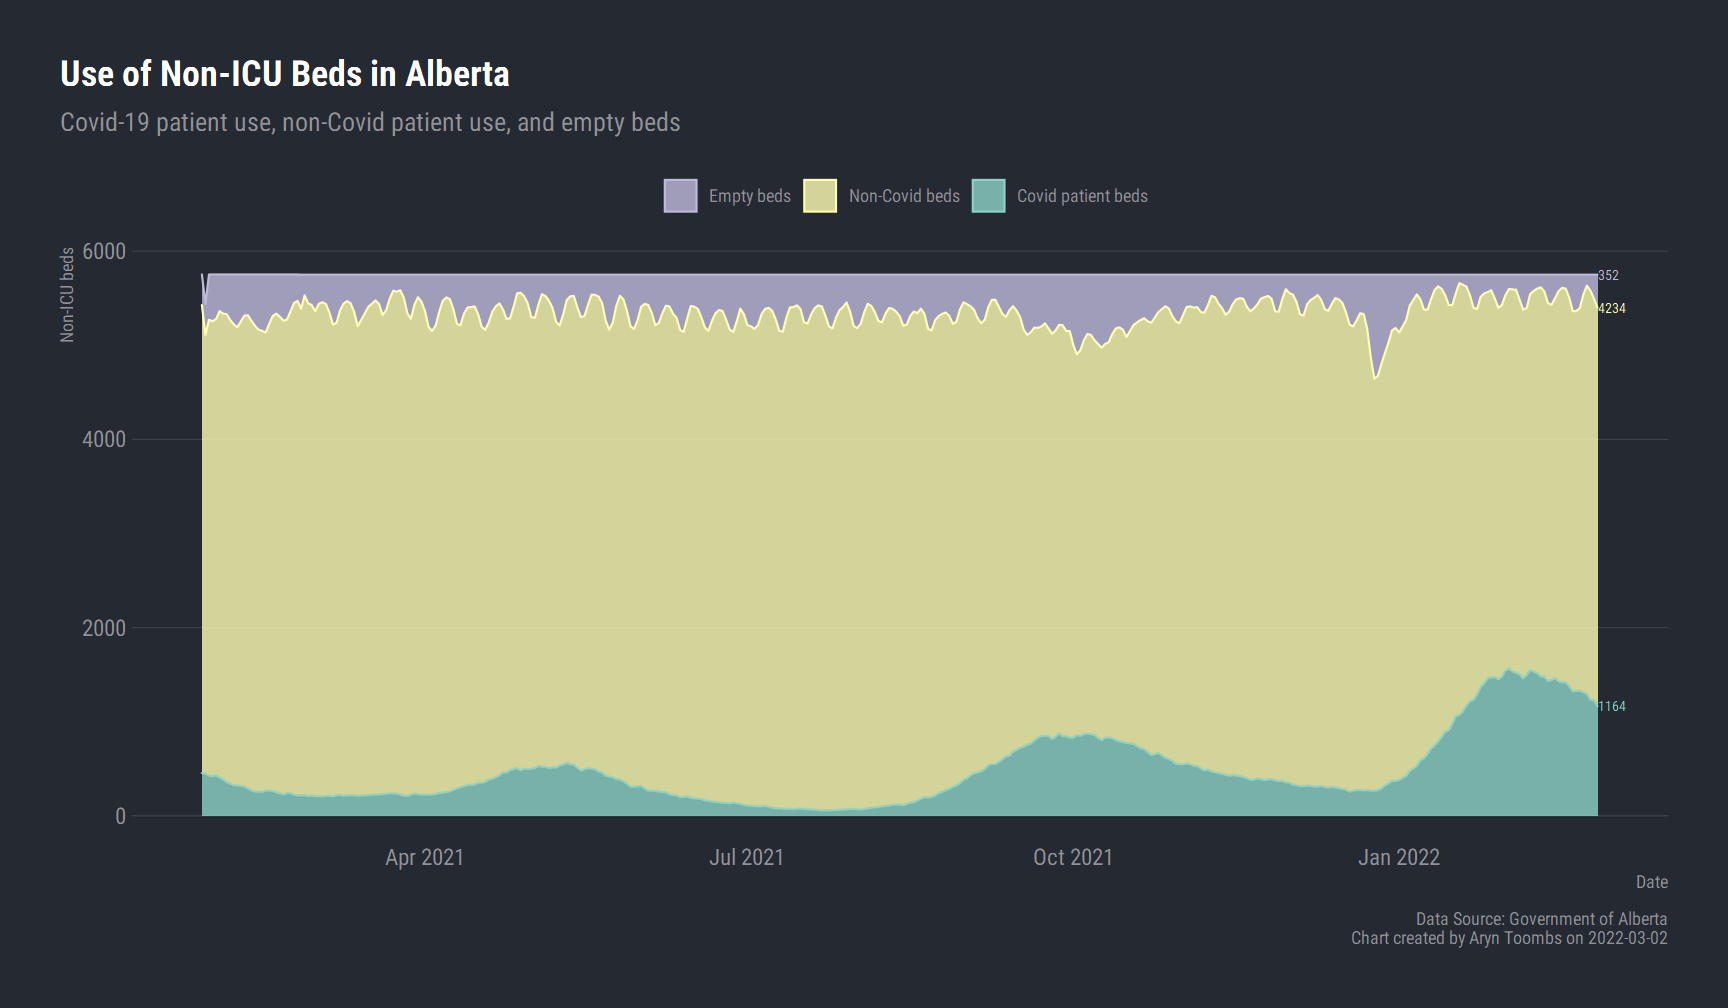 Use of Non-ICU Beds in Alberta
Covid-19 patient use, non-Covid patient use, and empty beds
Empty beds
Non-Covid beds
Covid patient beds
Non-ICU beds
6000
4000
2000
0
352
4234
1164
Apr 2021
Jul 2021
Oct 2021
Jan 2022
Date
Data Source: Government of Alberta
Chart created by Aryn Toombs on 2022-03-02